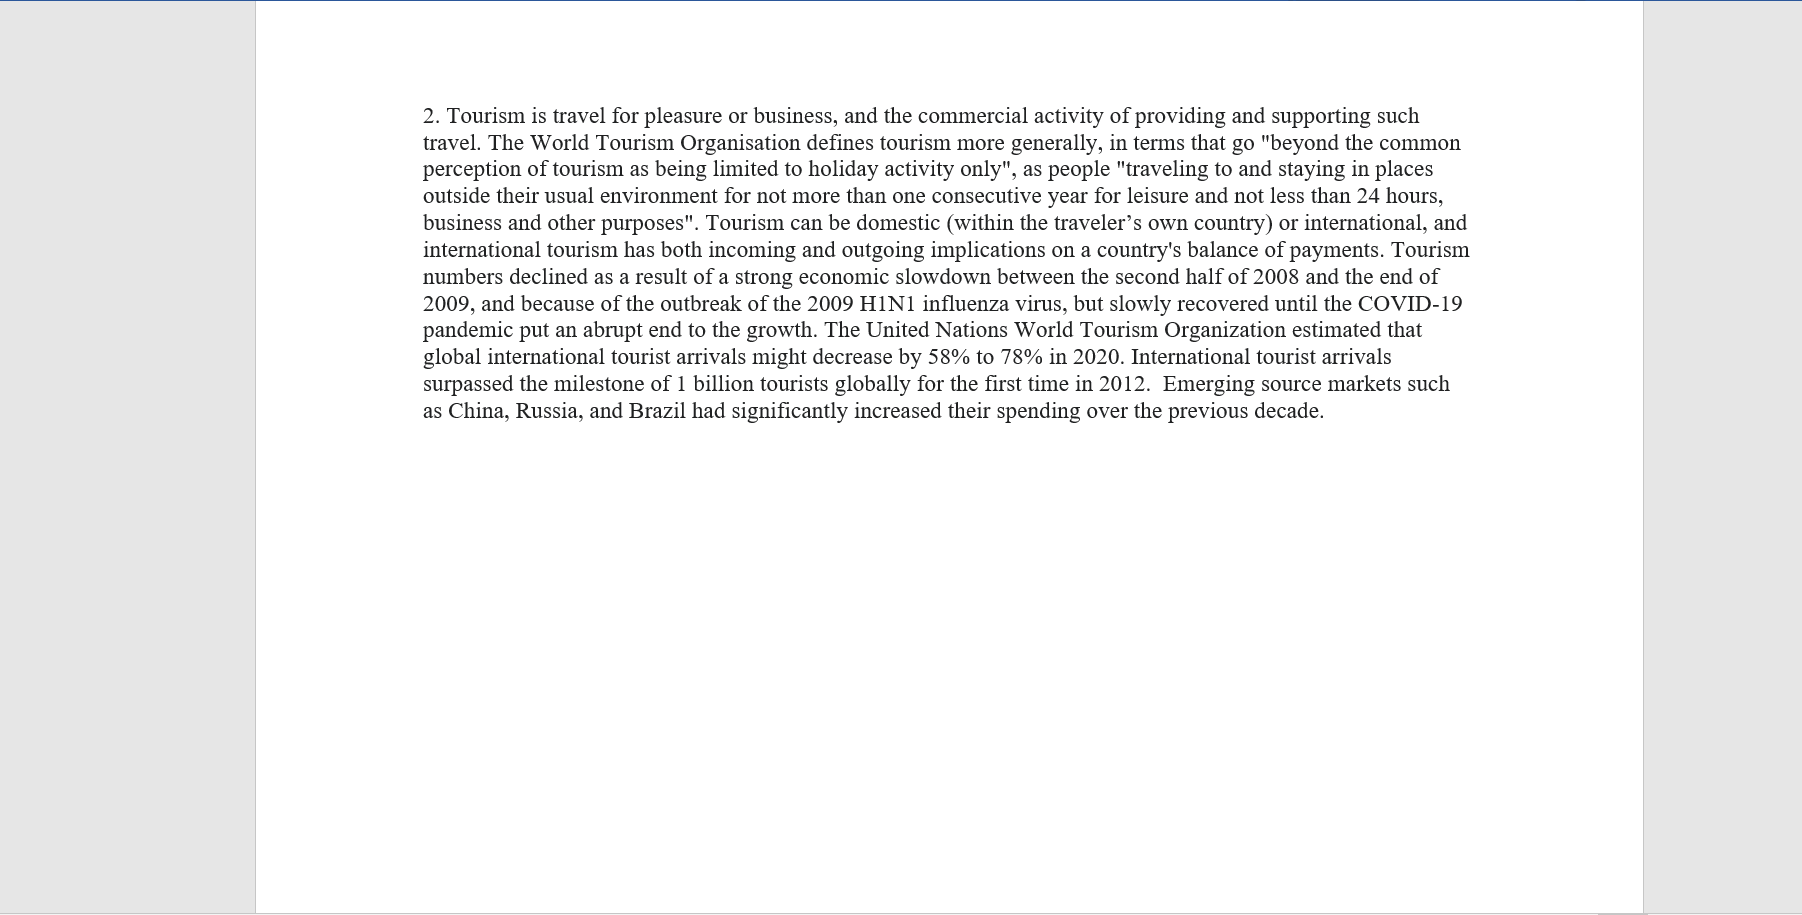 2. Tourism is travel for pleasure or business, and the commercial activity of providing and supporting such
travel. The World Tourism Organisation defines tourism more generally, in terms that go "beyond the common
perception of tourism as being limited to holiday activity only", as people "traveling to and staying in places
outside their usual environment for not more than one consecutive year for leisure and not less than 24 hours,
business and other purposes". Tourism can be domestic (within the traveler’s own country) or international, and
international tourism has both incoming and outgoing implications on a country's balance of payments. Tourism
numbers declined as a result of a strong economic slowdown between the second half of 2008 and the end of
2009, and because of the outbreak of the 2009 H1N1 influenza virus, but slowly recovered until the COVID-19
pandemic put an abrupt end to the growth. The United Nations World Tourism Organization estimated that
global international tourist arrivals might decrease by 58% to 78% in 2020. International tourist arrivals
surpassed the milestone of 1 billion tourists globally for the first time in 2012.  Emerging source markets such
as China, Russia, and Brazil had significantly increased their spending over the previous decade.